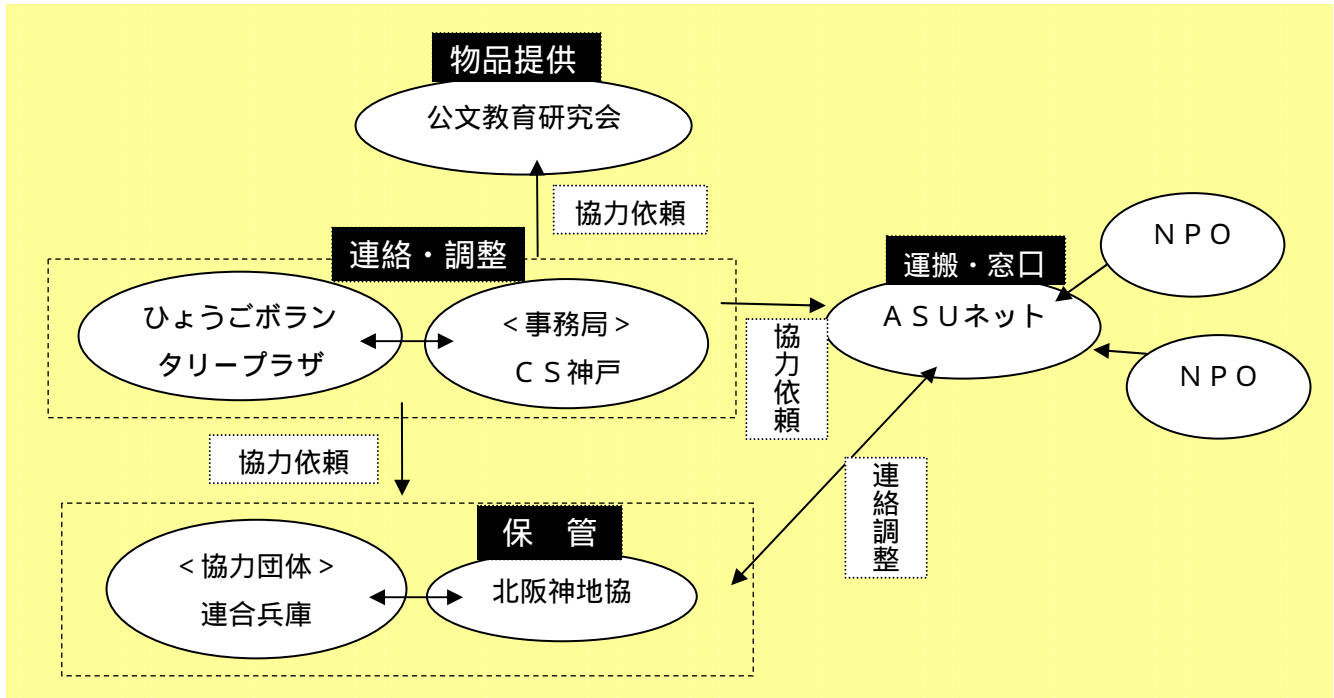 物品提供
公文教育研究会
協力依頼
連絡・調整
ひょうごボラン
タリープラザ
＜事務局＞
ＣＳ神戸
協力依頼
運搬・窓口
ＡＳＵネット
ＮＰＯ
ＮＰＯ
協力依頼
連絡調整
保　管
＜協力団体＞
連合兵庫
北阪神地協